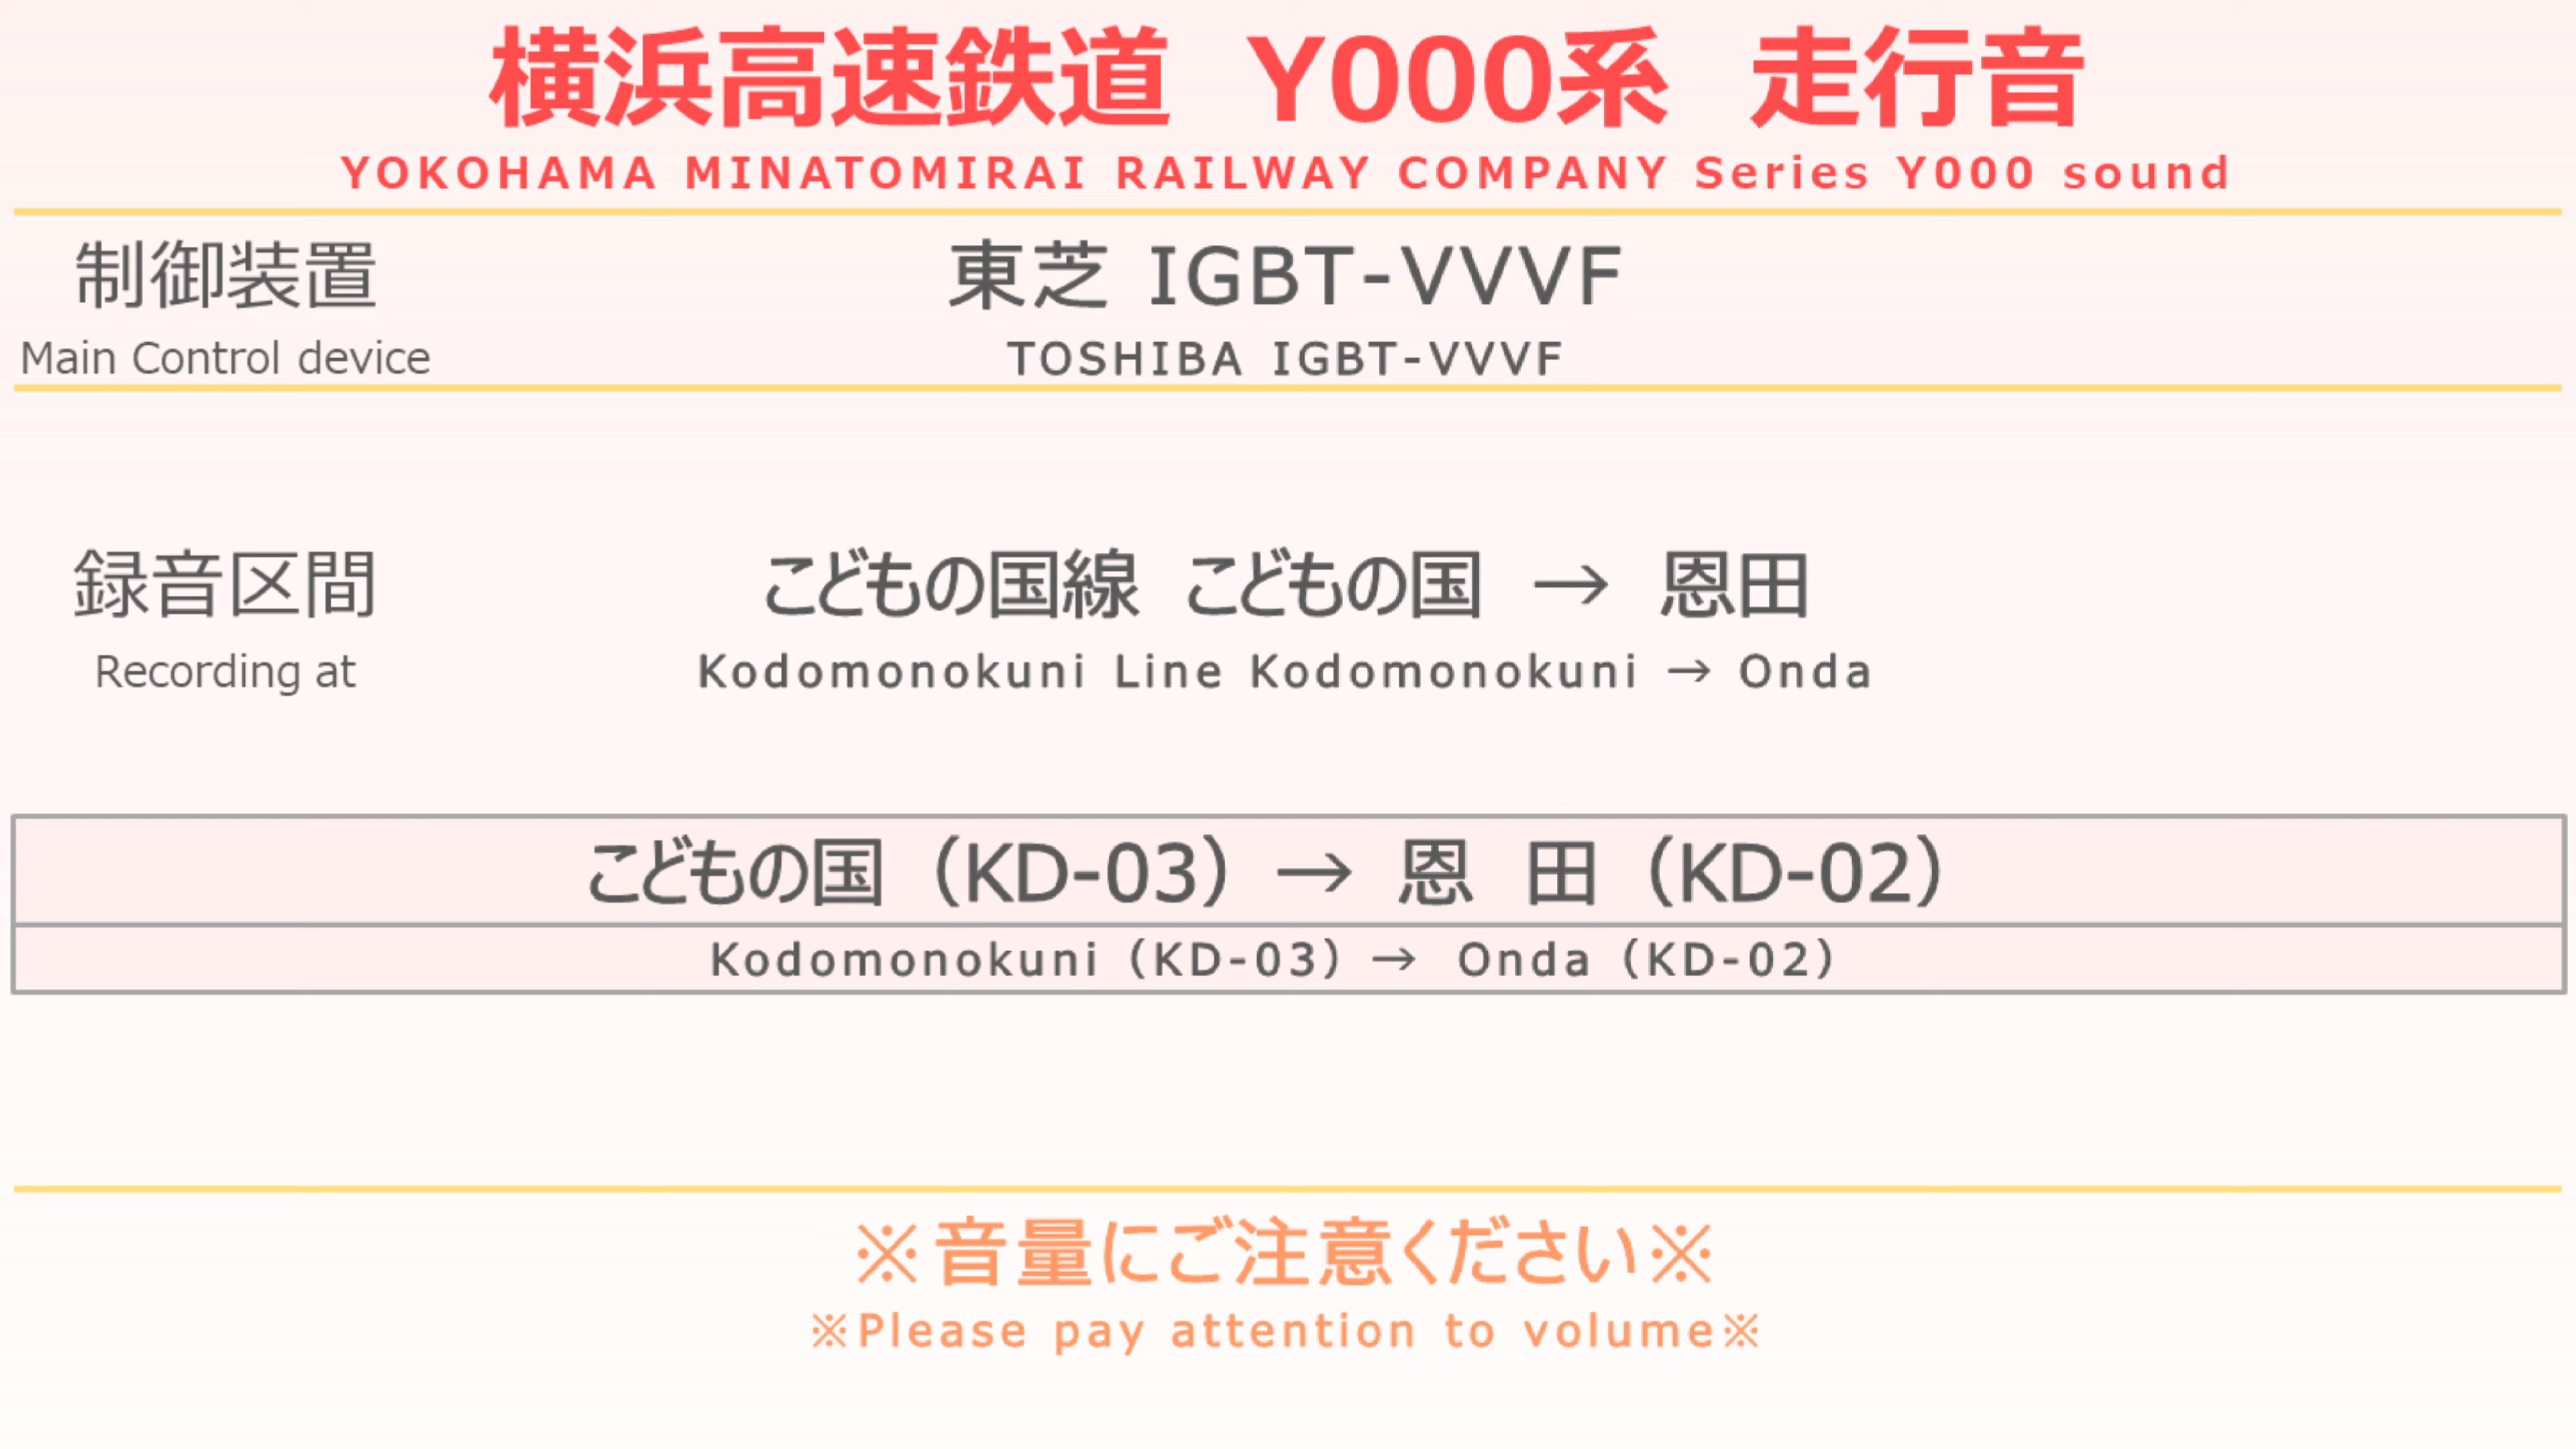 横浜高速鉄道 Y000系 走行音
YOKOHAMA MINATOMIRAI RAILWAY COMPANY Series Y000 sound
制御装置 東芝 IGBT-VVVF
Main Control device TOSHIBA IGBT-VVVF
録音区間 こどもの国線 こどもの国 → 恩田
Recording at Kodomonokuni Line Kodomonokuni → Onda
こどもの国（KD-03）→ 恩 田（KD-02）
Kodomonokuni（KD-03）→ Onda（KD-02）
※音量にご注意ください※
※Please pay attention to volume※